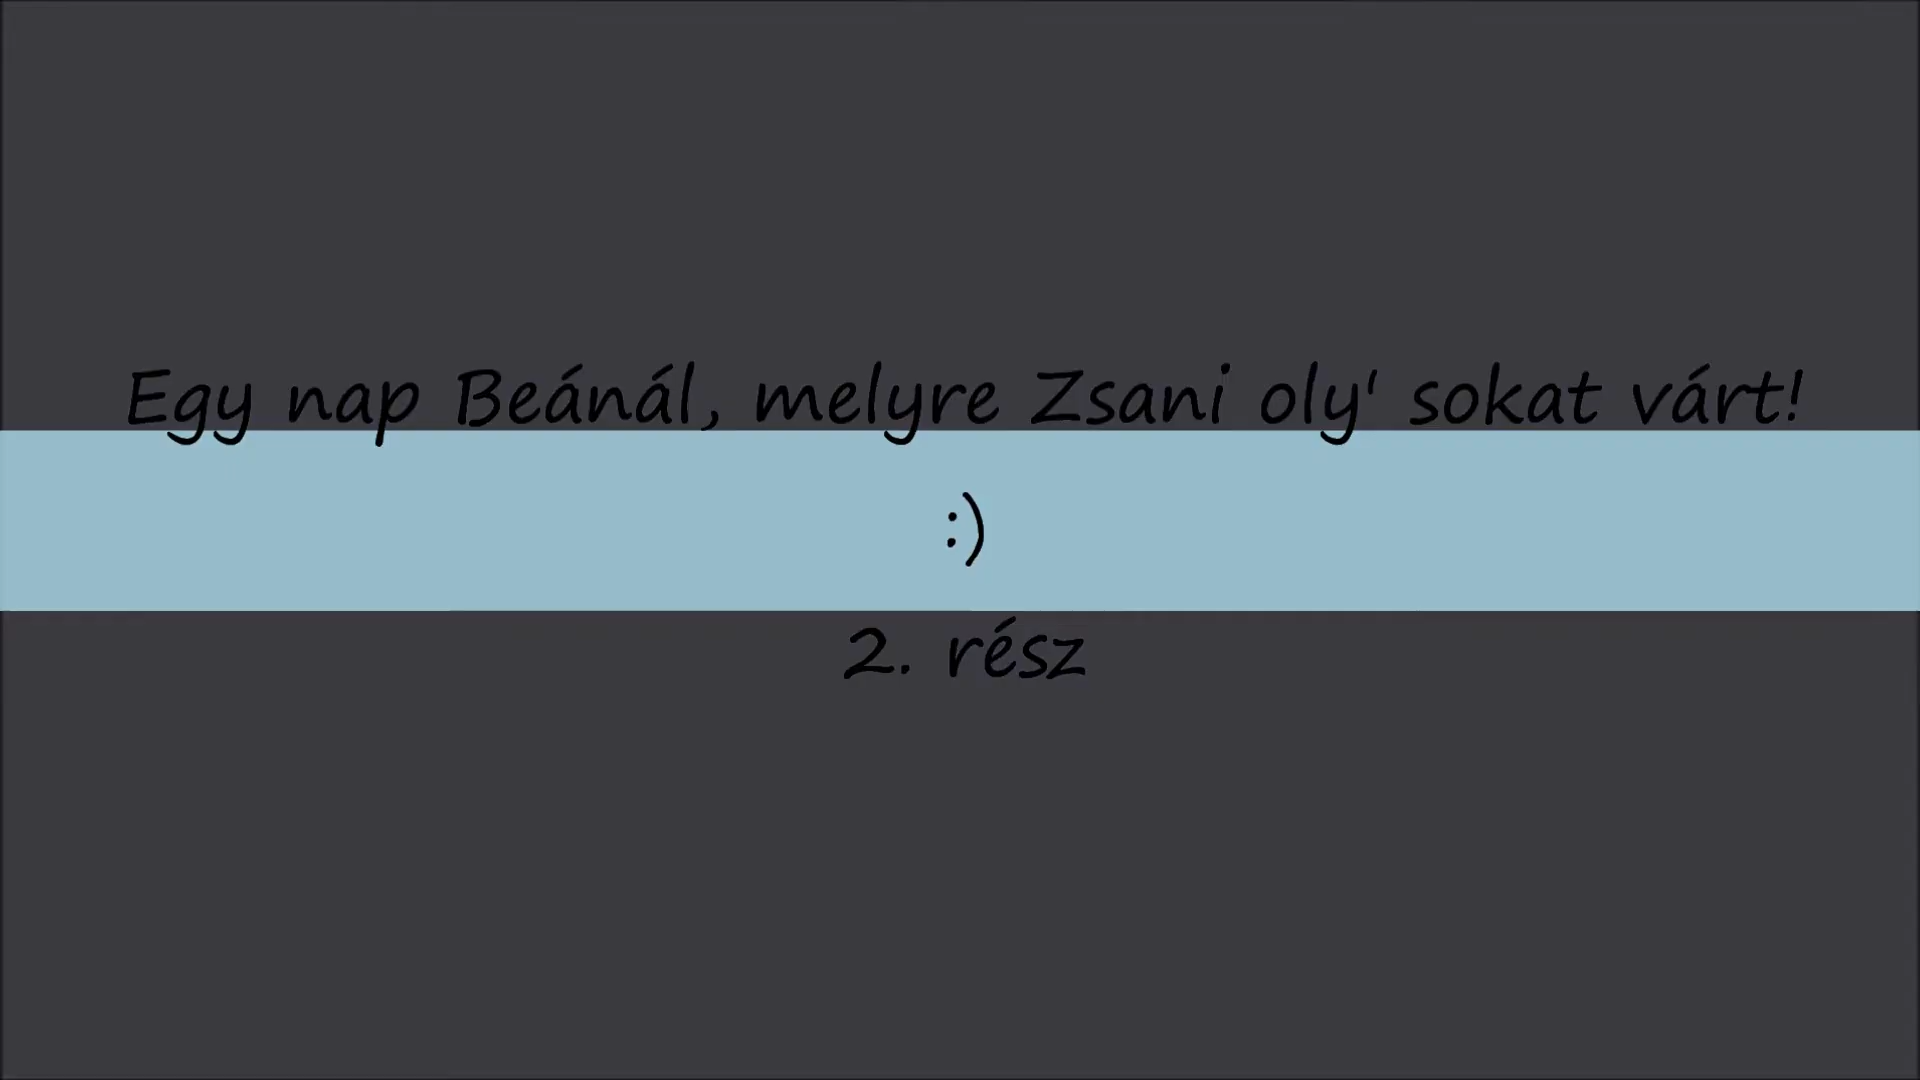 Egy nap Beánál, melyre Zsani oly' sokat várt!
:)
2. rész